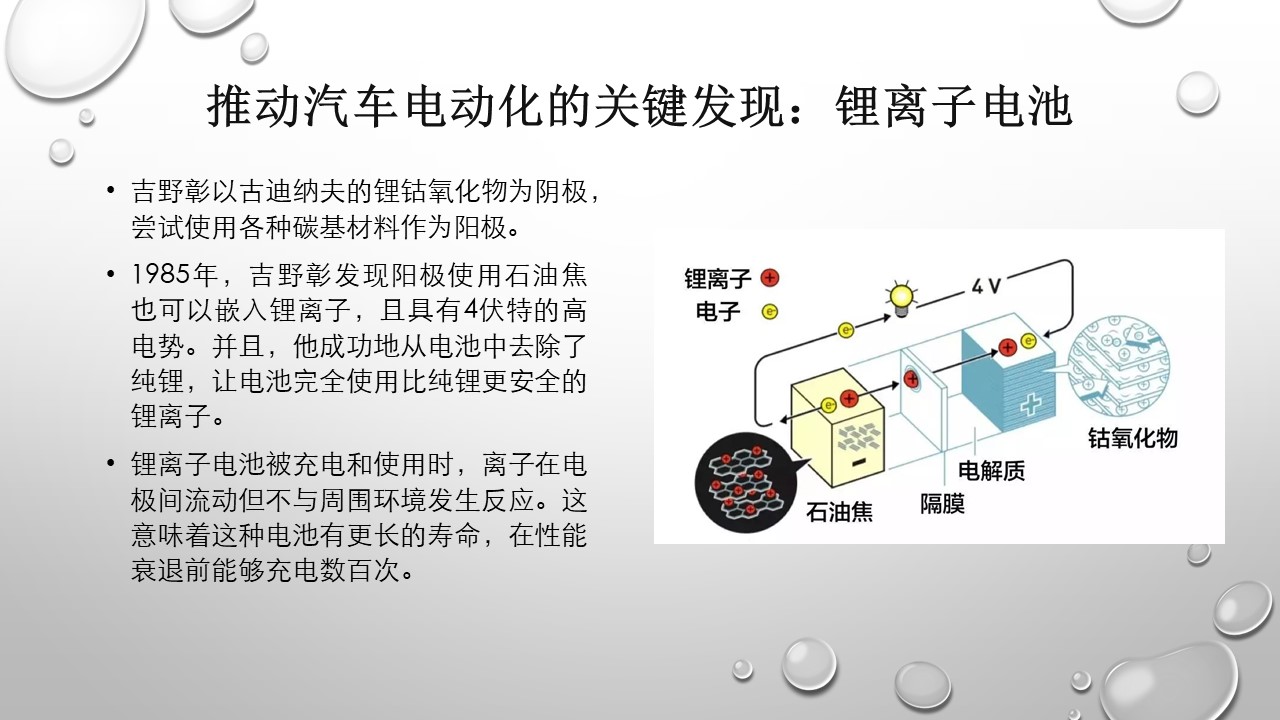 推动汽车电动化的关键发现：锂离子电池
• 吉野彰以古迪纳夫的锂钴氧化物为阴极，
尝试使用各种碳基材料作为阳极。
• 1985年，吉野彰发现阳极使用石油焦
也可以嵌入锂离子，且具有4伏特的高
电势。并且，他成功地从电池中去除了
纯锂，让电池完全使用比纯锂更安全的
锂离子。
• 锂离子电池被充电和使用时，离子在电
极间流动但不与周围环境发生反应。这
意味着这种电池有更长的寿命，在性能
衰退前能够充电数百次。
锂离子 +
电子 e-
4 V
e-
+ e-
+
e- +
钴氧化物
电解质
隔膜
石油焦